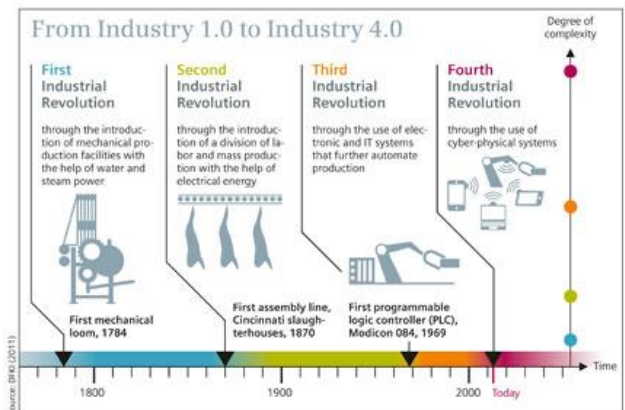 From Industry 1.0 to Industry 4.0
Degree of
complexity
First
Industrial
Revolution
through the introduc-
tion of mechanical pro-
duction facilities with
the help of water and
steam power
First mechanical
loom, 1784
Second
Industrial
Revolution
through the introduc-
tion of a division of la-
bor and mass produc-
tion with the help of
electrical energy
First assembly line,
Cincinnati slaugh-
terhouses, 1870
Third
Industrial
Revolution
through the use of elec-
tronic and IT systems
that further automate
production
First programmable
logic controller (PLC),
Modicon 084, 1969
Fourth
Industrial
Revolution
through the use of
cyber-physical systems
Time
1800
1900
2000
Today
ource: DFKI (2011)